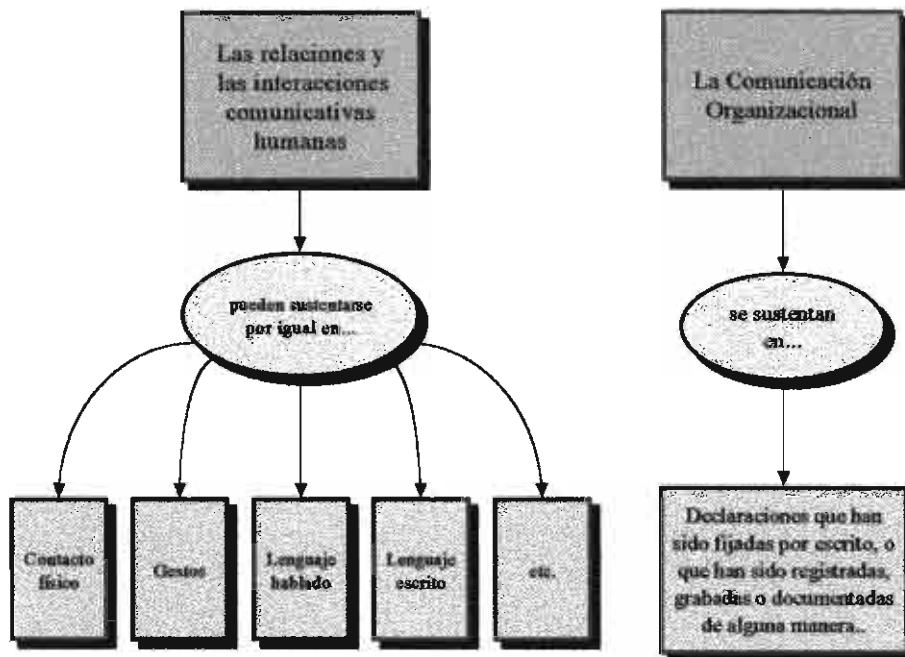 Las relaciones y
las interacciones
comunicativas
humanas
pueden sustentarse
por igual en...
Contacto
físico
Gestos
Lenguaje
hablado
Lenguaje
escrito
etc.
La Comunicación
Organizacional
se sustentan
en...
Declaraciones que han
sido fijadas por escrito, o
que han sido registradas,
grabadas o documentadas
de alguna manera..